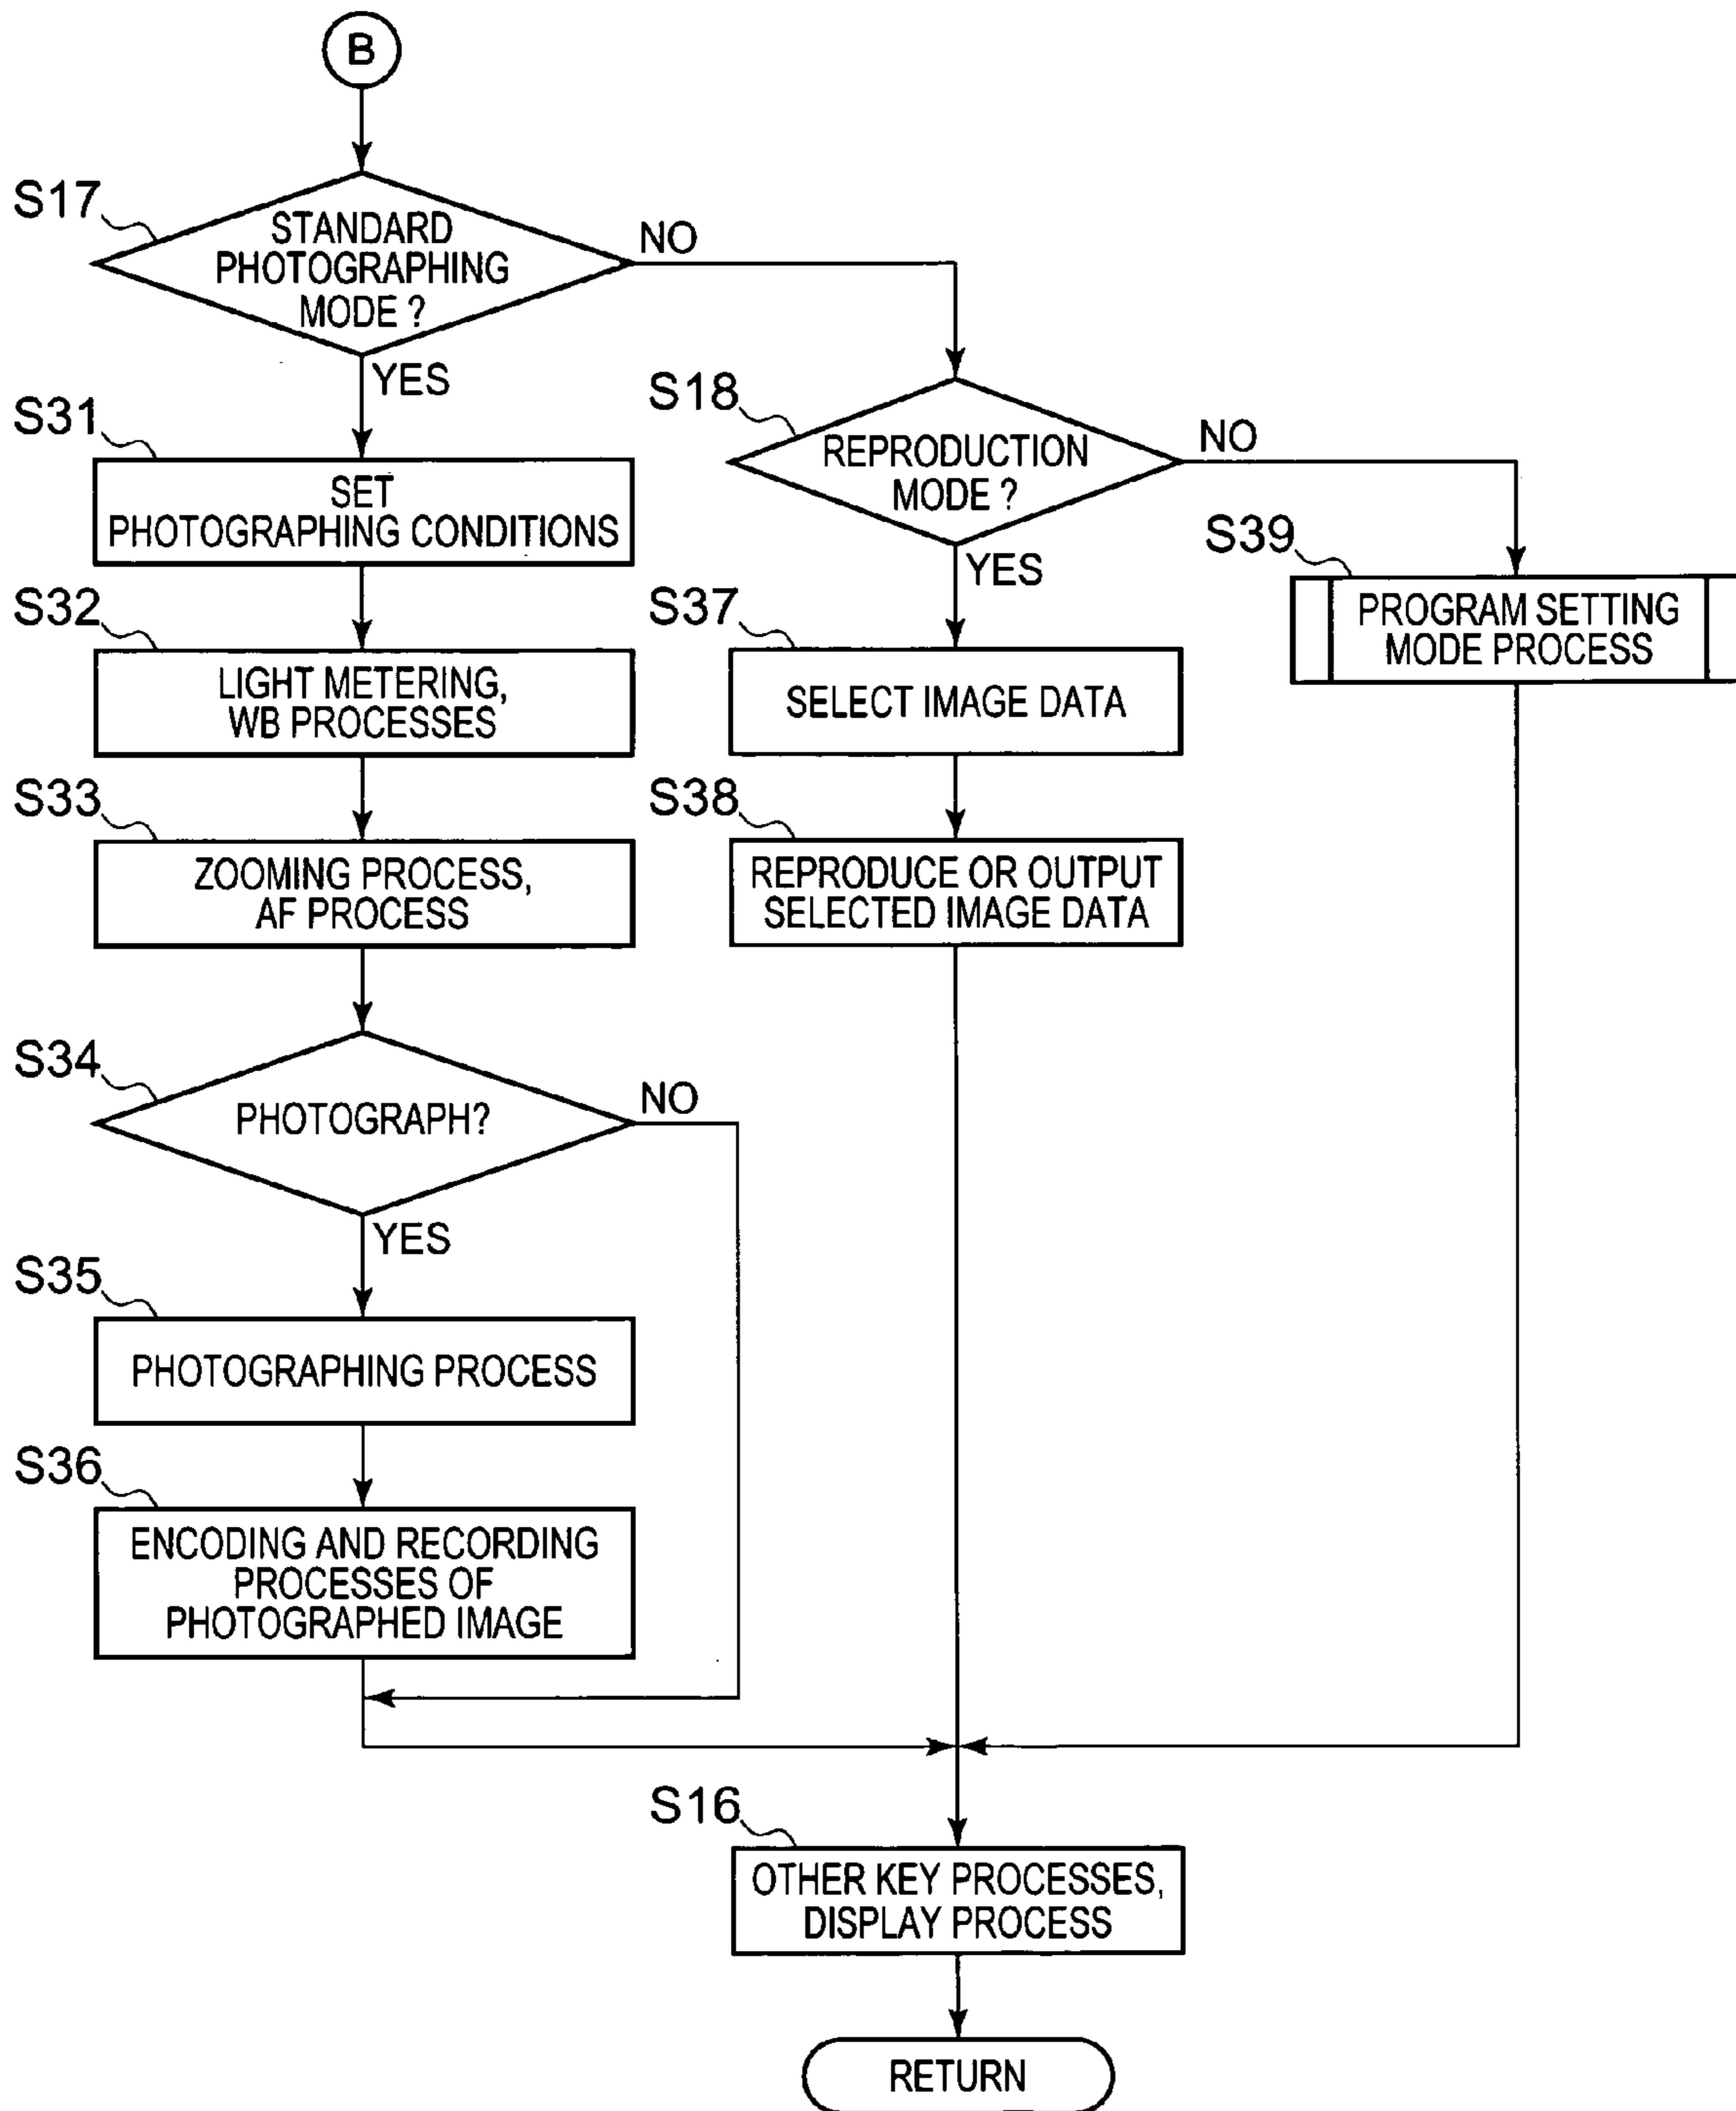 B
S17
STANDARD
PHOTOGRAPHING
MODE ?
NO
YES
S31
SET
PHOTOGRAPHING CONDITIONS
S32
LIGHT METERING,
WB PROCESSES
S33
ZOOMING PROCESS,
AF PROCESS
S34
PHOTOGRAPH?
NO
YES
S35
PHOTOGRAPHING PROCESS
S36
ENCODING AND RECORDING
PROCESSES OF
PHOTOGRAPHED IMAGE
S18
REPRODUCTION
MODE ?
NO
YES
S37
SELECT IMAGE DATA
S38
REPRODUCE OR OUTPUT
SELECTED IMAGE DATA
S39
PROGRAM SETTING
MODE PROCESS
S16
OTHER KEY PROCESSES,
DISPLAY PROCESS
RETURN